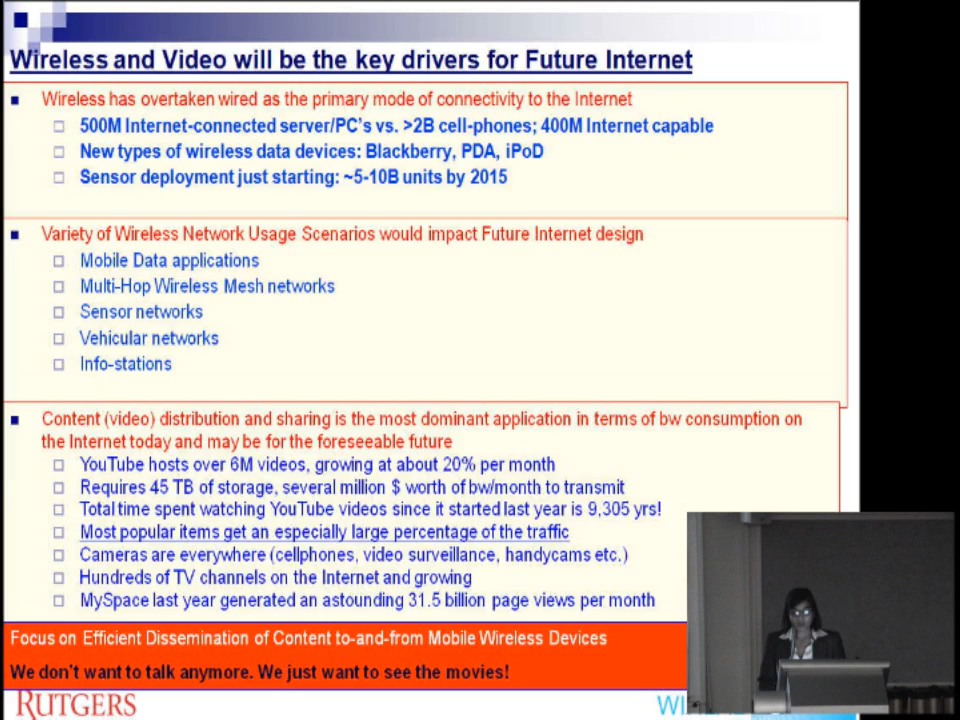 Wireless and Video will be the key drivers for Future Internet
Wireless has overtaken wired as the primary mode of connectivity to the Internet
500M Internet-connected server/PC's vs. >2B cell-phones; 400M Internet capable
New types of wireless data devices: Blackberry, PDA, iPoD
Sensor deployment just starting: ~5-10B units by 2015
Variety of Wireless Network Usage Scenarios would impact Future Internet design
Mobile Data applications
Multi-Hop Wireless Mesh networks
Sensor networks
Vehicular networks
Info-stations
Content (video) distribution and sharing is the most dominant application in terms of bw consumption on
the Internet today and may be for the foreseeable future
YouTube hosts over 6M videos, growing at about 20% per month
Requires 45 TB of storage, several million $ worth of bw/month to transmit
Total time spent watching YouTube videos since it started last year is 9,305 yrs!
Most popular items get an especially large percentage of the traffic
Cameras are everywhere (cellphones, video surveillance, handycams etc.)
Hundreds of TV channels on the Internet and growing
MySpace last year generated an astounding 31.5 billion page views per month
Focus on Efficient Dissemination of Content to-and-from Mobile Wireless Devices
We don't want to talk anymore. We just want to see the movies!
RUTGERS